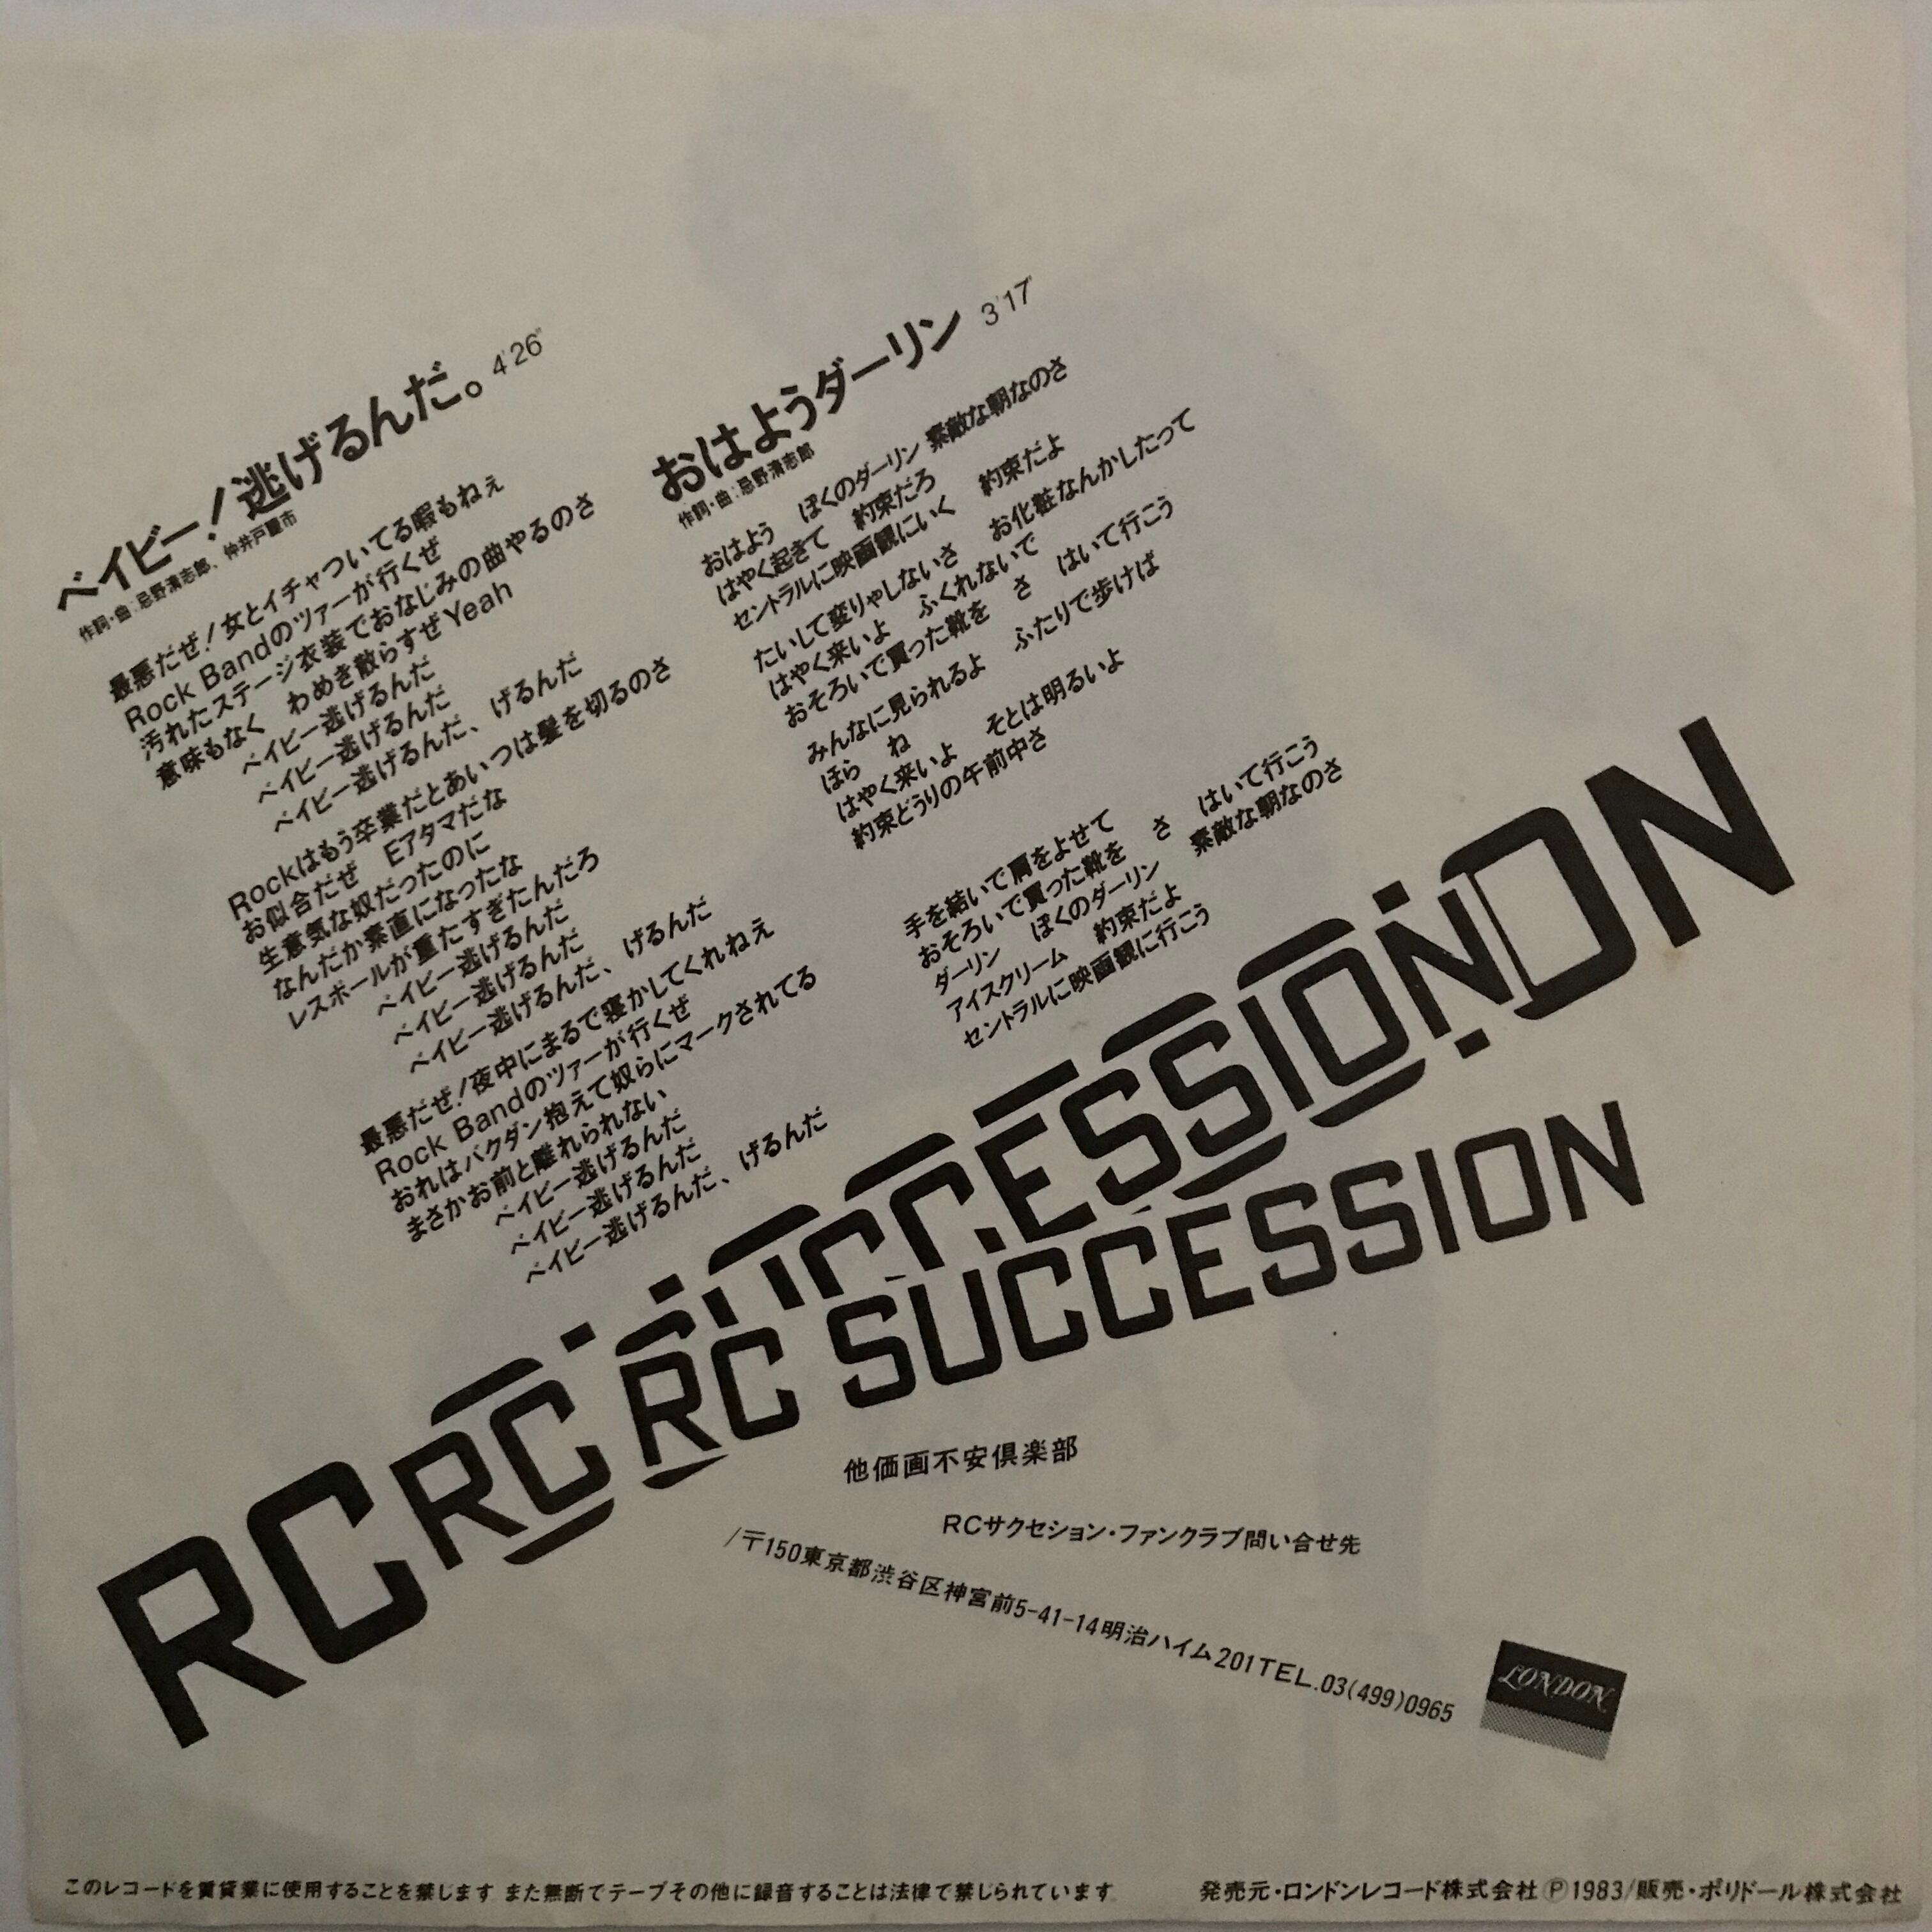 ベイビー!逃げるんだ。4'26"
作詞・曲:忌野清志郎、仲井戸麗市
最悪だぜ!女とイチャついてる暇もねぇ
Rock Bandのツァーが行くぜ
汚れたステージ衣装でおなじみの曲やるのさ
意味もなく わめき散らすぜYeah
ベイビー逃げるんだ
ベイビー逃げるんだ
ベイビー逃げるんだ、げるんだ
Rockはもう卒業だとあいつは髪を切るのさ
お似合だぜ Eアタマだな
生意気な奴だったのに
なんだか素直になったな
レスポールが重たすぎたんだろ
ベイビー逃げるんだ
ベイビー逃げるんだ
ベイビー逃げるんだ、げるんだ
最悪だぜ!夜中にまるで寝かしてくれねえ
Rock Bandのツァーが行くぜ
おれはバクダン抱えて奴らにマークされてる
まさかお前と離れられない
ベイビー逃げるんだ
ベイビー逃げるんだ
ベイビー逃げるんだ、げるんだ
おはようダーリン 3'17"
作詞・曲:忌野清志郎
おはよう ぼくのダーリン 素敵な朝なのさ
はやく起きて 約束だろ
セントラルに映画観にいく 約束だよ
たいして変りゃしないさ お化粧なんかしたって
はやく来いよ ふくれないで
おそろいで買った靴を さ はいて行こう
みんなに見られるよ ふたりで歩けば
ほら ね
はやく来いよ そとは明るいよ
約束どうりの午前中さ
手を結いで肩をよせて
おそろいで買った靴を さ はいて行こう
ダーリン ぼくのダーリン 素敵な朝なのさ
アイスクリーム 約束だよ
セントラルに映画観に行こう
RC SUCCESSION
RC SUCCESSION
他価画不安倶楽部
RCサクセション・ファンクラブ問い合せ先
/〒150東京都渋谷区神宮前5-41-14明治ハイム201TEL.03(499)0965
LONDON
このレコードを賃貸業に使用することを禁じます また無断でテープその他に録音することは法律で禁じられています
発売元・ロンドンレコード株式会社Ⓟ1983/販売・ポリドール株式会社